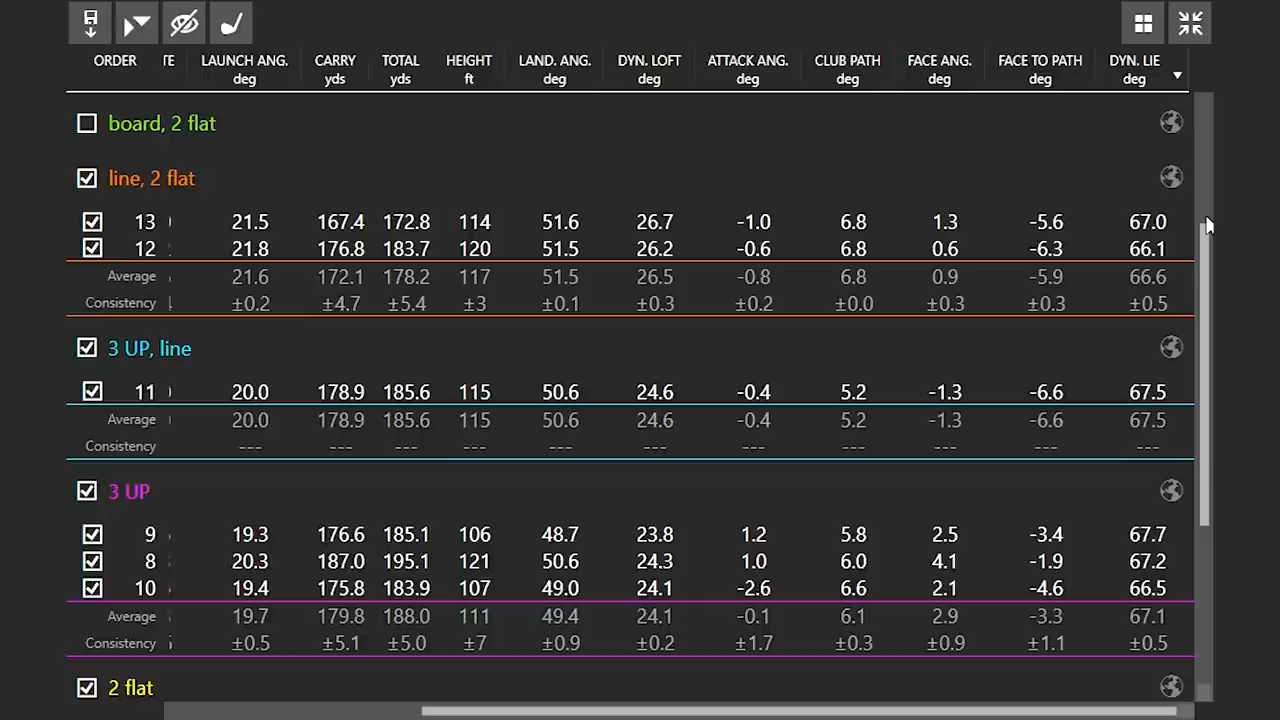 ORDER TE LAUNCH ANG. CARRY TOTAL HEIGHT LAND. ANG. DYN. LOFT ATTACK ANG. CLUB PATH FACE ANG. FACE TO PATH DYN. LIE
deg yds yds ft deg deg deg deg deg deg deg
board, 2 flat
line, 2 flat
13 21.5 167.4 172.8 114 51.6 26.7 -1.0 6.8 1.3 -5.6 67.0
12 21.8 176.8 183.7 120 51.5 26.2 -0.6 6.8 0.6 -6.3 66.1
Average 21.6 172.1 178.2 117 51.5 26.5 -0.8 6.8 0.9 -5.9 66.6
Consistency ±0.2 ±4.7 ±5.4 ±3 ±0.1 ±0.3 ±0.2 ±0.0 ±0.3 ±0.3 ±0.5
3 UP, line
11 20.0 178.9 185.6 115 50.6 24.6 -0.4 5.2 -1.3 -6.6 67.5
Average 20.0 178.9 185.6 115 50.6 24.6 -0.4 5.2 -1.3 -6.6 67.5
Consistency --- --- --- --- --- --- --- --- --- --- ---
3 UP
9 19.3 176.6 185.1 106 48.7 23.8 1.2 5.8 2.5 -3.4 67.7
8 20.3 187.0 195.1 121 50.6 24.3 1.0 6.0 4.1 -1.9 67.2
10 19.4 175.8 183.9 107 49.0 24.1 -2.6 6.6 2.1 -4.6 66.5
Average 19.7 179.8 188.0 111 49.4 24.1 -0.1 6.1 2.9 -3.3 67.1
Consistency ±0.5 ±5.1 ±5.0 ±7 ±0.9 ±0.2 ±1.7 ±0.3 ±0.9 ±1.1 ±0.5
2 flat